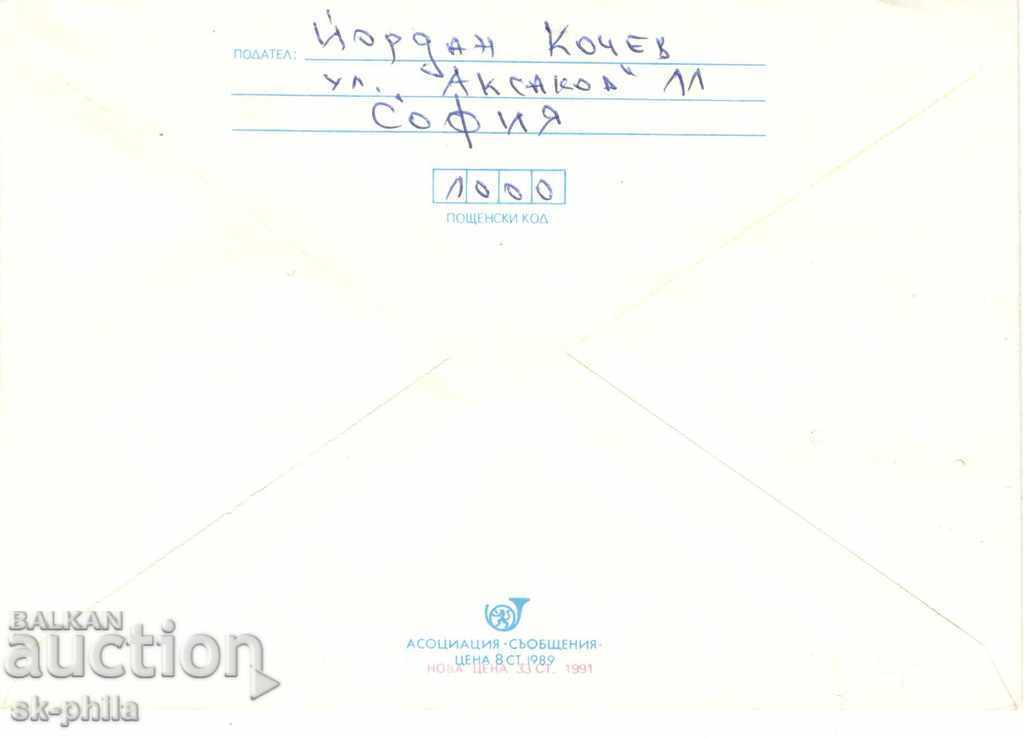 ПОДАТЕЛ: Йордан Кочев
ул. "Аксаков" 11
София
1000
ПОЩЕНСКИ КОД
АСОЦИАЦИЯ «СЪОБЩЕНИЯ»
ЦЕНА 8 СТ. 1989
НОВА ЦЕНА 33 СТ. 1991
BALKAN
auction
sk-phila